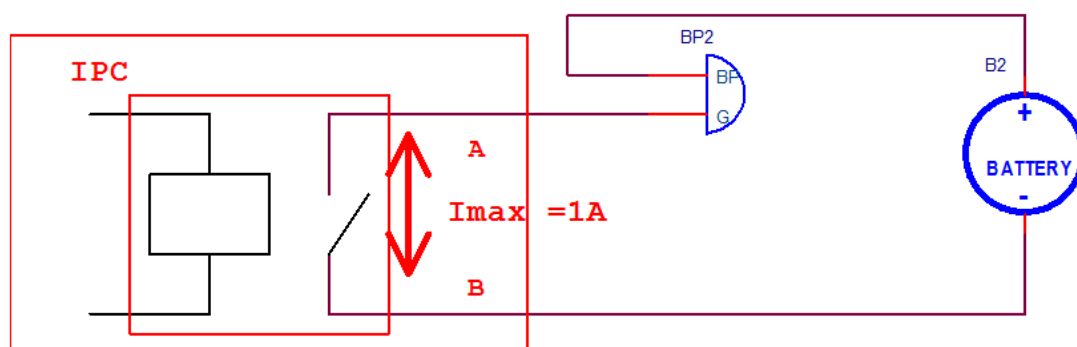 BP2
IPC
B2
BP
+
G
A
BATTERY
Imax =1A
-
B